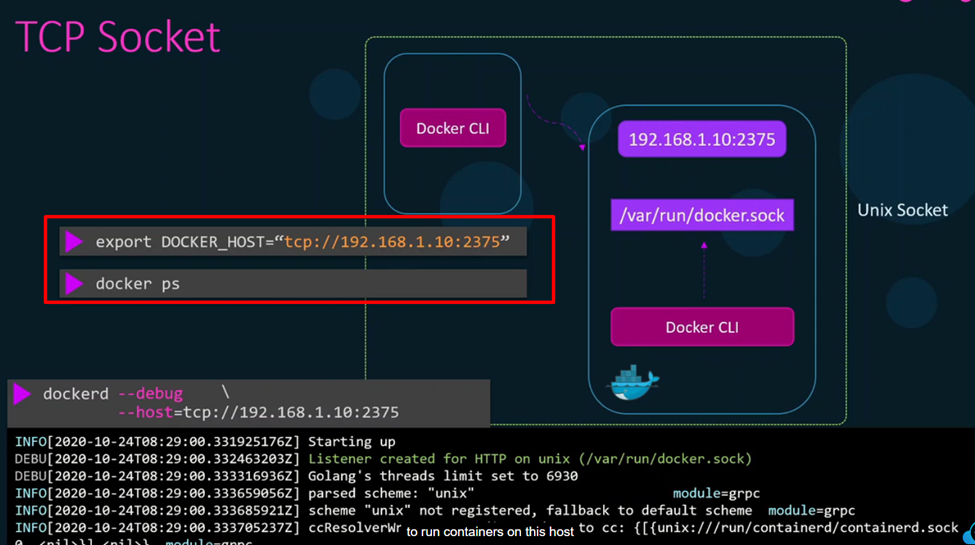 TCP Socket
Docker CLI
192.168.1.10:2375
/var/run/docker.sock
Unix Socket
export DOCKER_HOST=“tcp://192.168.1.10:2375”
docker ps
Docker CLI
dockerd --debug \
--host=tcp://192.168.1.10:2375
INFO[2020-10-24T08:29:00.331925176Z] Starting up
DEBU[2020-10-24T08:29:00.332463203Z] Listener created for HTTP on unix (/var/run/docker.sock)
DEBU[2020-10-24T08:29:00.333316936Z] Golang's threads limit set to 6930
INFO[2020-10-24T08:29:00.333659056Z] parsed scheme: "unix" module=grpc
INFO[2020-10-24T08:29:00.333685921Z] scheme "unix" not registered, fallback to default scheme module=grpc
INFO[2020-10-24T08:29:00.333705237Z] ccResolverWr to cc: {[{unix:///run/containerd/containerd.sock
to run containers on this host
0 <nil>}] <nil>} module=grpc